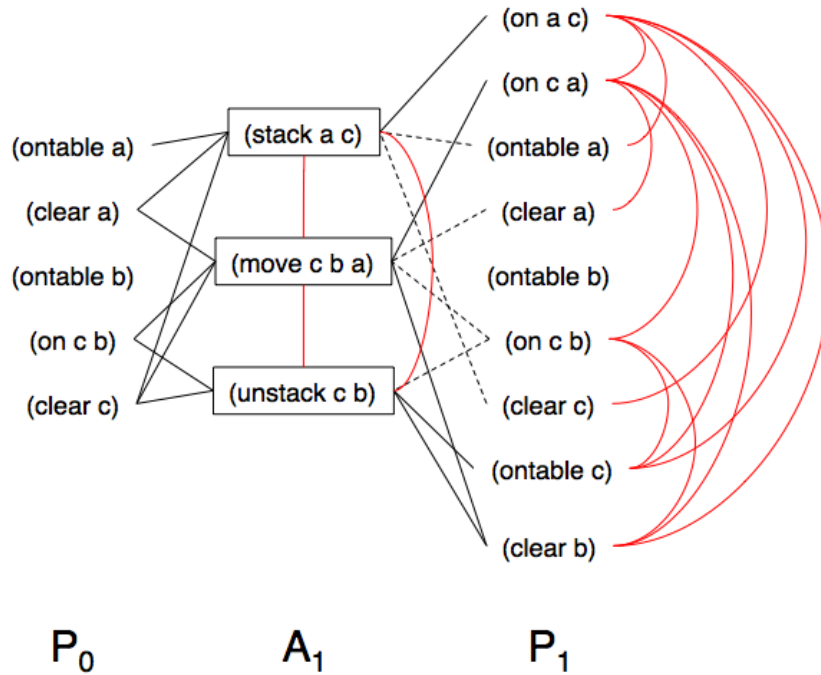 (on a c)
(on c a)
(stack a c)
(ontable a)
(ontable a)
(clear a)
(clear a)
(move c b a)
(ontable b)
(ontable b)
(on c b)
(on c b)
(unstack c b)
(clear c)
(clear c)
(ontable c)
(clear b)
P0 A1 P1